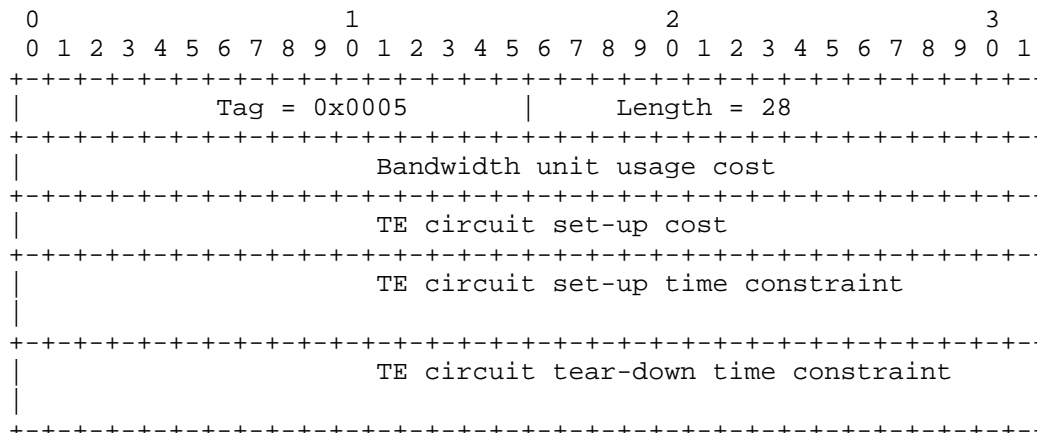 0                   1                   2                   3
0 1 2 3 4 5 6 7 8 9 0 1 2 3 4 5 6 7 8 9 0 1 2 3 4 5 6 7 8 9 0 1
+-+-+-+-+-+-+-+-+-+-+-+-+-+-+-+-+-+-+-+-+-+-+-+-+-+-+-+-+-+-+-+-
|            Tag = 0x0005       |     Length = 28
+-+-+-+-+-+-+-+-+-+-+-+-+-+-+-+-+-+-+-+-+-+-+-+-+-+-+-+-+-+-+-+-
|                      Bandwidth unit usage cost
+-+-+-+-+-+-+-+-+-+-+-+-+-+-+-+-+-+-+-+-+-+-+-+-+-+-+-+-+-+-+-+-
|                      TE circuit set-up cost
+-+-+-+-+-+-+-+-+-+-+-+-+-+-+-+-+-+-+-+-+-+-+-+-+-+-+-+-+-+-+-+-
|                      TE circuit set-up time constraint
|
+-+-+-+-+-+-+-+-+-+-+-+-+-+-+-+-+-+-+-+-+-+-+-+-+-+-+-+-+-+-+-+-
|                      TE circuit tear-down time constraint
|
+-+-+-+-+-+-+-+-+-+-+-+-+-+-+-+-+-+-+-+-+-+-+-+-+-+-+-+-+-+-+-+-